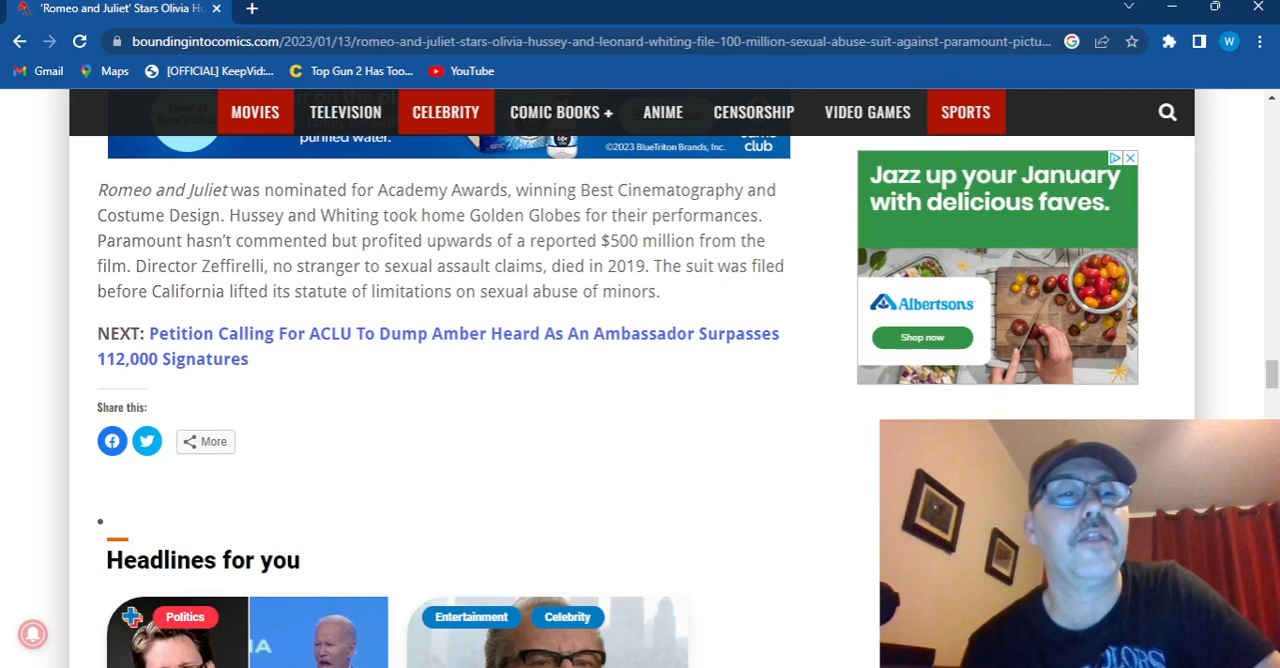 'Romeo and Juliet' Stars Olivia
boundingintocomics.com/2023/01/13/romeo-and-juliet-stars-olivia-hussey-and-leonard-whiting-file-100-million-sexual-abuse-suit-against-paramount-pictu...
W
Gmail
Maps
[OFFICIAL] KeepVid:...
Top Gun 2 Has Too...
YouTube
New at
Sam's Club
MOVIES
TELEVISION
CELEBRITY
COMIC BOOKS +
ANIME
CENSORSHIP
VIDEO GAMES
SPORTS
purified water.
©2023 BlueTriton Brands, Inc.
club
Romeo and Juliet was nominated for Academy Awards, winning Best Cinematography and
Costume Design. Hussey and Whiting took home Golden Globes for their performances.
Paramount hasn't commented but profited upwards of a reported $500 million from the
film. Director Zeffirelli, no stranger to sexual assault claims, died in 2019. The suit was filed
before California lifted its statute of limitations on sexual abuse of minors.
NEXT: Petition Calling For ACLU To Dump Amber Heard As An Ambassador Surpasses
112,000 Signatures
Share this:
More
Jazz up your January
with delicious faves.
Albertsons
Shop now
Headlines for you
Politics
Entertainment
Celebrity